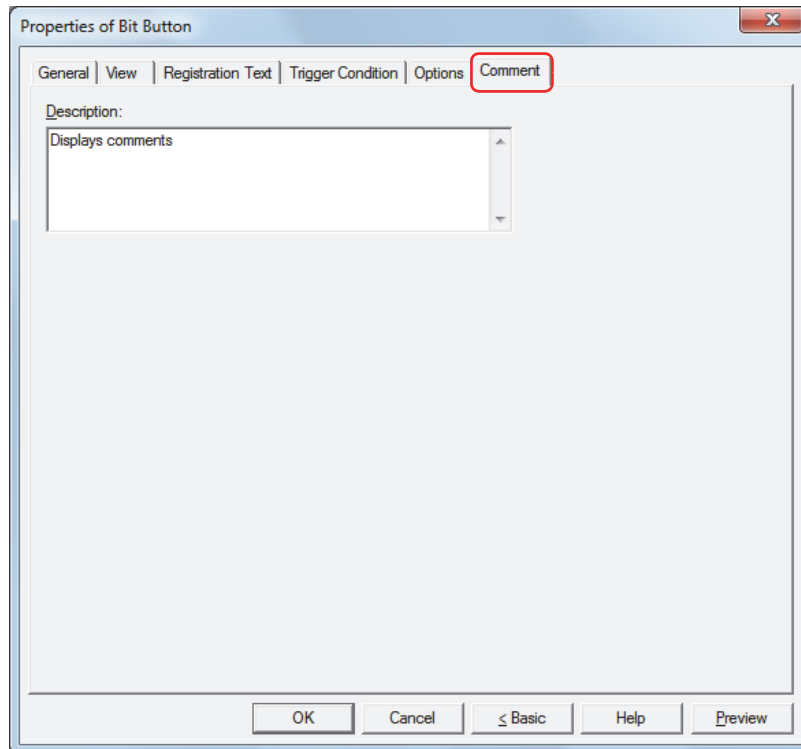 Properties of Bit Button
General View Registration Text Trigger Condition Options Comment
Description:
Displays comments
OK Cancel < Basic Help Preview